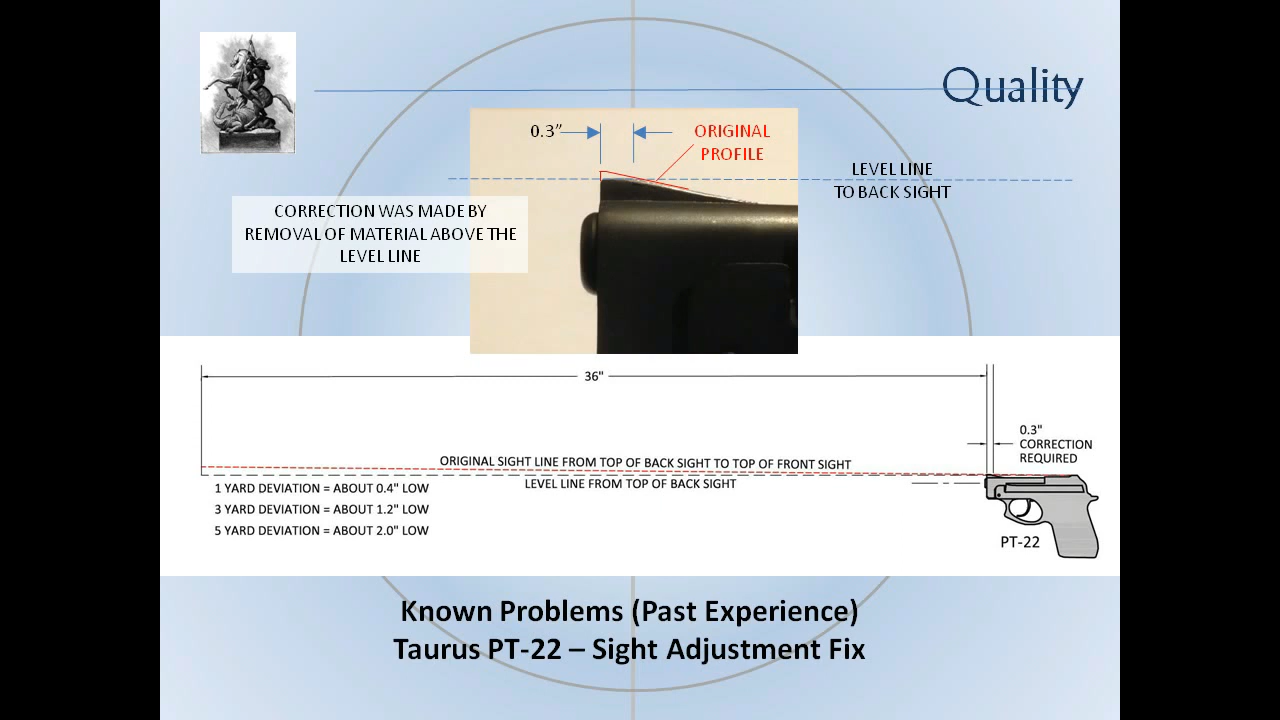 Quality
0.3”
ORIGINAL
PROFILE
LEVEL LINE
TO BACK SIGHT
CORRECTION WAS MADE BY
REMOVAL OF MATERIAL ABOVE THE
LEVEL LINE
36"
0.3"
CORRECTION
REQUIRED
ORIGINAL SIGHT LINE FROM TOP OF BACK SIGHT TO TOP OF FRONT SIGHT
LEVEL LINE FROM TOP OF BACK SIGHT
1 YARD DEVIATION = ABOUT 0.4" LOW
3 YARD DEVIATION = ABOUT 1.2" LOW
5 YARD DEVIATION = ABOUT 2.0" LOW
PT-22
Known Problems (Past Experience)
Taurus PT-22 – Sight Adjustment Fix